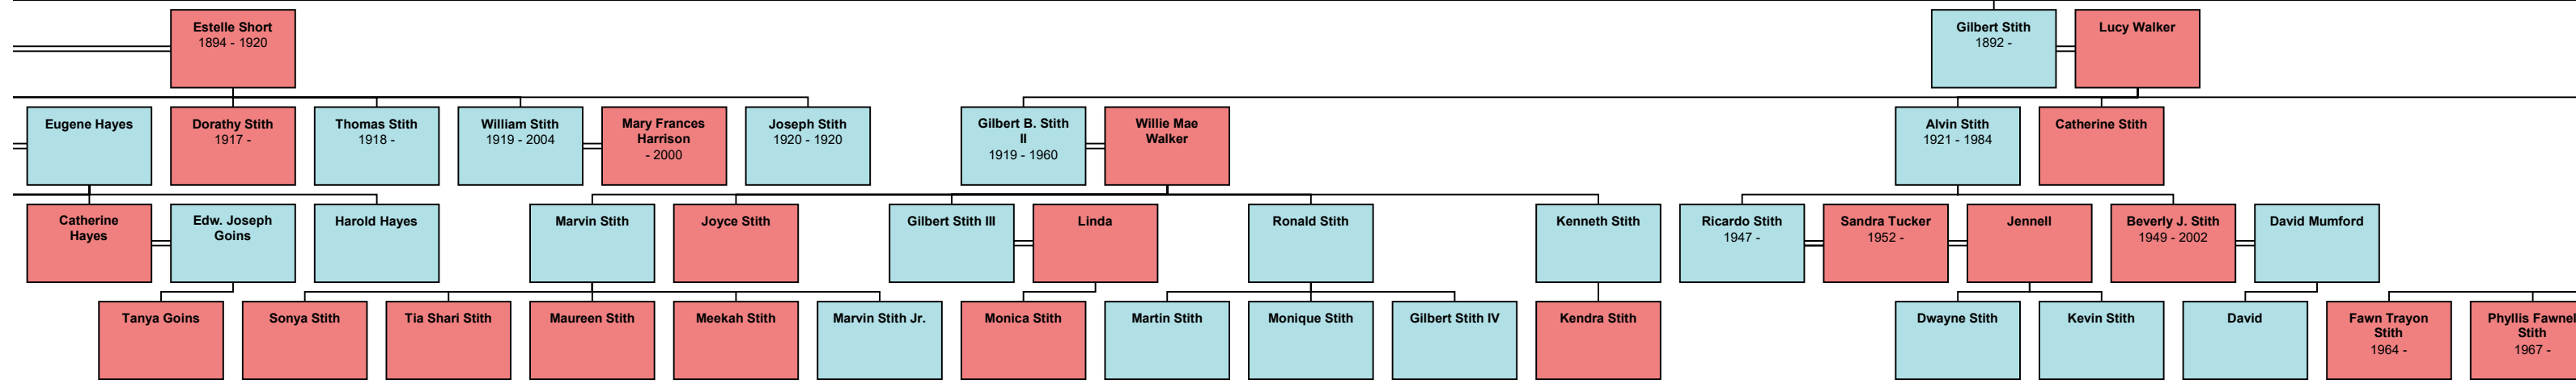 Estelle Short
1894 - 1920
Gilbert Stith
1892 -
Lucy Walker
Eugene Hayes
Dorathy Stith
1917 -
Thomas Stith
1918 -
William Stith
1919 - 2004
Mary Frances
Harrison
- 2000
Joseph Stith
1920 - 1920
Gilbert B. Stith
II
1919 - 1960
Willie Mae
Walker
Alvin Stith
1921 - 1984
Catherine Stith
Catherine
Hayes
Edw. Joseph
Goins
Harold Hayes
Marvin Stith
Joyce Stith
Gilbert Stith III
Linda
Ronald Stith
Kenneth Stith
Ricardo Stith
1947 -
Sandra Tucker
1952 -
Jennell
Beverly J. Stith
1949 - 2002
David Mumford
Tanya Goins
Sonya Stith
Tia Shari Stith
Maureen Stith
Meekah Stith
Marvin Stith Jr.
Monica Stith
Martin Stith
Monique Stith
Gilbert Stith IV
Kendra Stith
Dwayne Stith
Kevin Stith
David
Fawn Trayon
Stith
1964 -
Phyllis Fawnel
Stith
1967 -